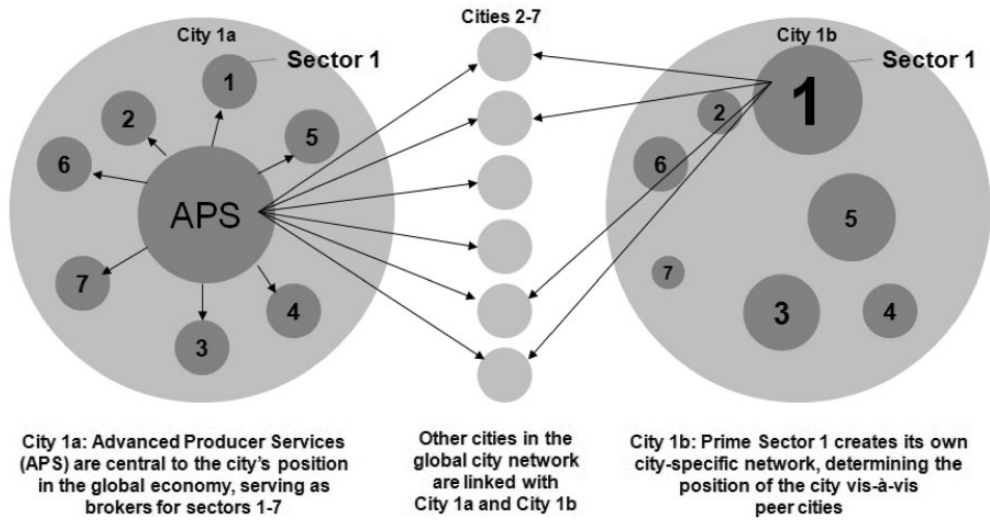 City 1a
Sector 1
1
2
5
6
APS
7
4
3
Cities 2-7
City 1b
Sector 1
1
2
6
5
7
3
4
City 1a: Advanced Producer Services
(APS) are central to the city's position
in the global economy, serving as
brokers for sectors 1-7
Other cities in the
global city network
are linked with
City 1a and City 1b
City 1b: Prime Sector 1 creates its own
city-specific network, determining the
position of the city vis-à-vis
peer cities